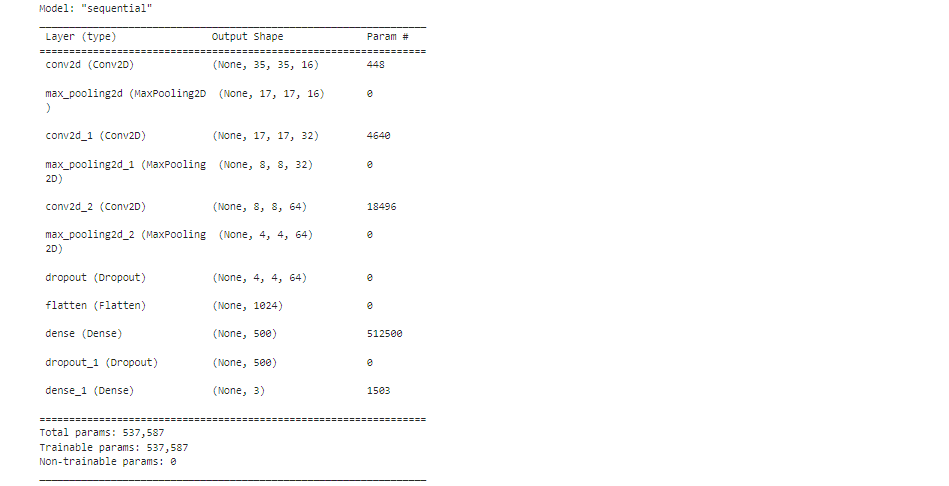 Model: "sequential"
Layer (type) Output Shape Param #
=================================================================
conv2d (Conv2D) (None, 35, 35, 16) 448
max_pooling2d (MaxPooling2D (None, 17, 17, 16) 0
)
conv2d_1 (Conv2D) (None, 17, 17, 32) 4640
max_pooling2d_1 (MaxPooling (None, 8, 8, 32) 0
2D)
conv2d_2 (Conv2D) (None, 8, 8, 64) 18496
max_pooling2d_2 (MaxPooling (None, 4, 4, 64) 0
2D)
dropout (Dropout) (None, 4, 4, 64) 0
flatten (Flatten) (None, 1024) 0
dense (Dense) (None, 500) 512500
dropout_1 (Dropout) (None, 500) 0
dense_1 (Dense) (None, 3) 1503
=================================================================
Total params: 537,587
Trainable params: 537,587
Non-trainable params: 0